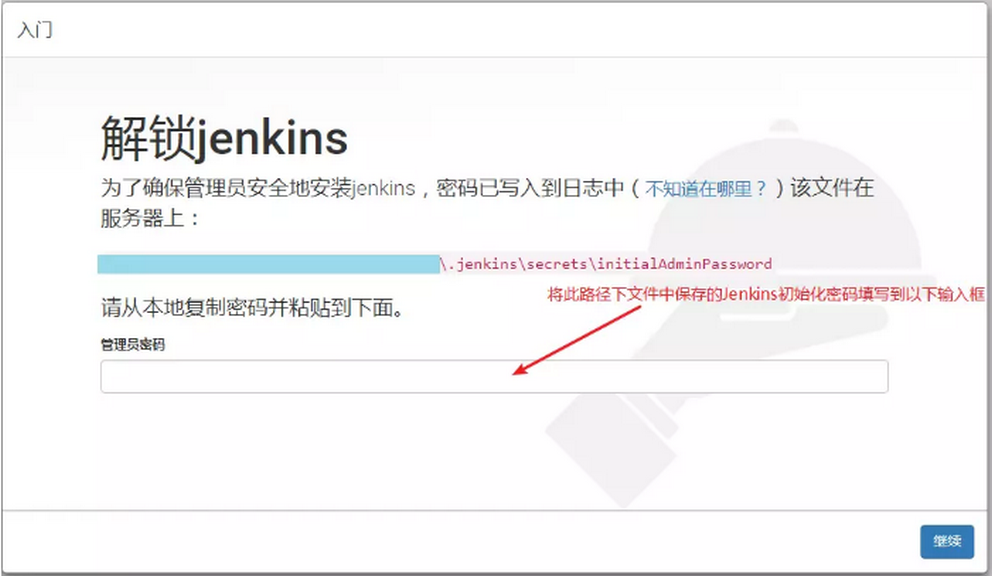 入门
解锁jenkins
为了确保管理员安全地安装jenkins，密码已写入到日志中（不知道在哪里？）该文件在
服务器上：
\.jenkins\secrets\initialAdminPassword
将此路径下文件中保存的Jenkins初始化密码填写到以下输入框
请从本地复制密码并粘贴到下面。
管理员密码
继续